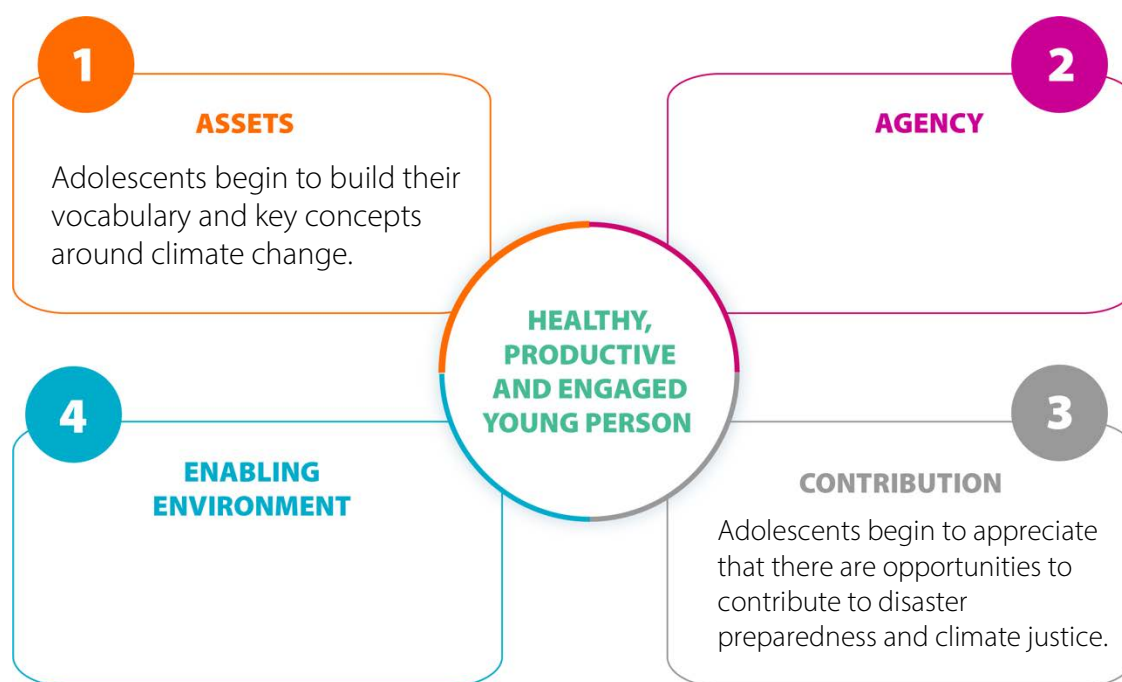 1
ASSETS
Adolescents begin to build their
vocabulary and key concepts
around climate change.
2
AGENCY
HEALTHY,
PRODUCTIVE
AND ENGAGED
YOUNG PERSON
4
ENABLING
ENVIRONMENT
3
CONTRIBUTION
Adolescents begin to appreciate
that there are opportunities to
contribute to disaster
preparedness and climate justice.